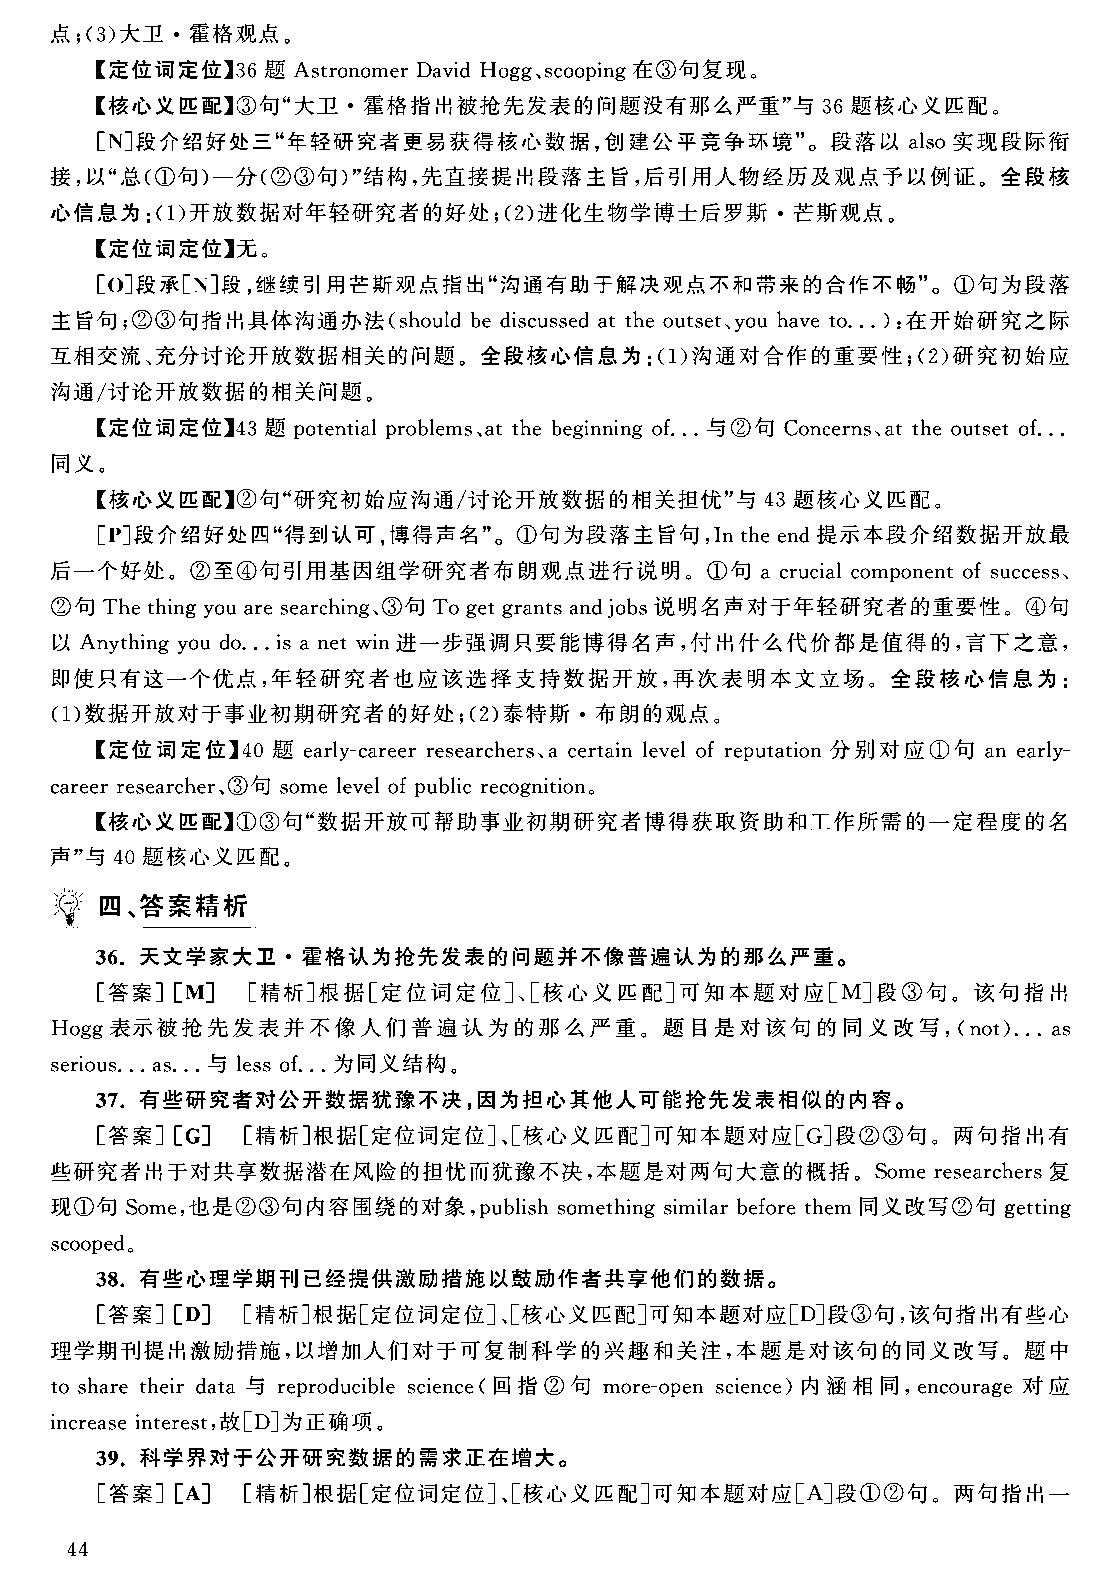 点;(3)大卫·霍格观点。
【定位词定位】36 题 Astronomer David Hogg、scooping 在③句复现。
【核心义匹配】③句“大卫·霍格指出被抢先发表的问题没有那么严重”与 36 题核心义匹配。
[N]段介绍好处三“年轻研究者更易获得核心数据,创建公平竞争环境”。段落以 also 实现段际衔
接,以“总(①句)—分(②③句)”结构,先直接提出段落主旨,后引用人物经历及观点予以例证。全段核
心信息为:(1)开放数据对年轻研究者的好处;(2)进化生物学博士后罗斯·芒斯观点。
【定位词定位】无。
[O]段承[N]段,继续引用芒斯观点指出“沟通有助于解决观点不和带来的合作不畅”。①句为段落
主旨句;②③句指出具体沟通办法(should be discussed at the outset、you have to...):在开始研究之际
互相交流、充分讨论开放数据相关的问题。全段核心信息为:(1)沟通对合作的重要性;(2)研究初始应
沟通/讨论开放数据的相关问题。
【定位词定位】43 题 potential problems、at the beginning of... 与②句 Concerns、at the outset of...
同义。
【核心义匹配】②句“研究初始应沟通/讨论开放数据的相关担忧”与 43 题核心义匹配。
[P]段介绍好处四“得到认可,博得声名”。①句为段落主旨句,In the end 提示本段介绍数据开放最
后一个好处。②至④句引用基因组学研究者布朗观点进行说明。①句 a crucial component of success、
②句 The thing you are searching、③句 To get grants and jobs 说明名声对于年轻研究者的重要性。④句
以 Anything you do... is a net win 进一步强调只要能博得名声,付出什么代价都是值得的,言下之意,
即使只有这一个优点,年轻研究者也应该选择支持数据开放,再次表明本文立场。全段核心信息为:
(1)数据开放对于事业初期研究者的好处;(2)泰特斯·布朗的观点。
【定位词定位】40 题 early-career researchers、a certain level of reputation 分别对应①句 an early-
career researcher、③句 some level of public recognition。
【核心义匹配】①③句“数据开放可帮助事业初期研究者博得获取资助和工作所需的一定程度的名
声”与 40 题核心义匹配。
四、答案精析
36. 天文学家大卫·霍格认为抢先发表的问题并不像普遍认为的那么严重。
[答案][M] [精析]根据[定位词定位]、[核心义匹配]可知本题对应[M]段③句。该句指出
Hogg 表示被抢先发表并不像人们普遍认为的那么严重。题目是对该句的同义改写,(not)... as
serious... as... 与 less of... 为同义结构。
37. 有些研究者对公开数据犹豫不决,因为担心其他人可能抢先发表相似的内容。
[答案][G] [精析]根据[定位词定位]、[核心义匹配]可知本题对应[G]段②③句。两句指出有
些研究者出于对共享数据潜在风险的担忧而犹豫不决,本题是对两句大意的概括。Some researchers 复
现①句 Some,也是②③句内容围绕的对象,publish something similar before them 同义改写②句 getting
scooped。
38. 有些心理学期刊已经提供激励措施以鼓励作者共享他们的数据。
[答案][D] [精析]根据[定位词定位]、[核心义匹配]可知本题对应[D]段③句,该句指出有些心
理学期刊提出激励措施,以增加人们对于可复制科学的兴趣和关注,本题是对该句的同义改写。题中
to share their data 与 reproducible science(回指②句 more-open science)内涵相同,encourage 对应
increase interest,故[D]为正确项。
39. 科学界对于公开研究数据的需求正在增大。
[答案][A] [精析]根据[定位词定位]、[核心义匹配]可知本题对应[A]段①②句。两句指出一
44